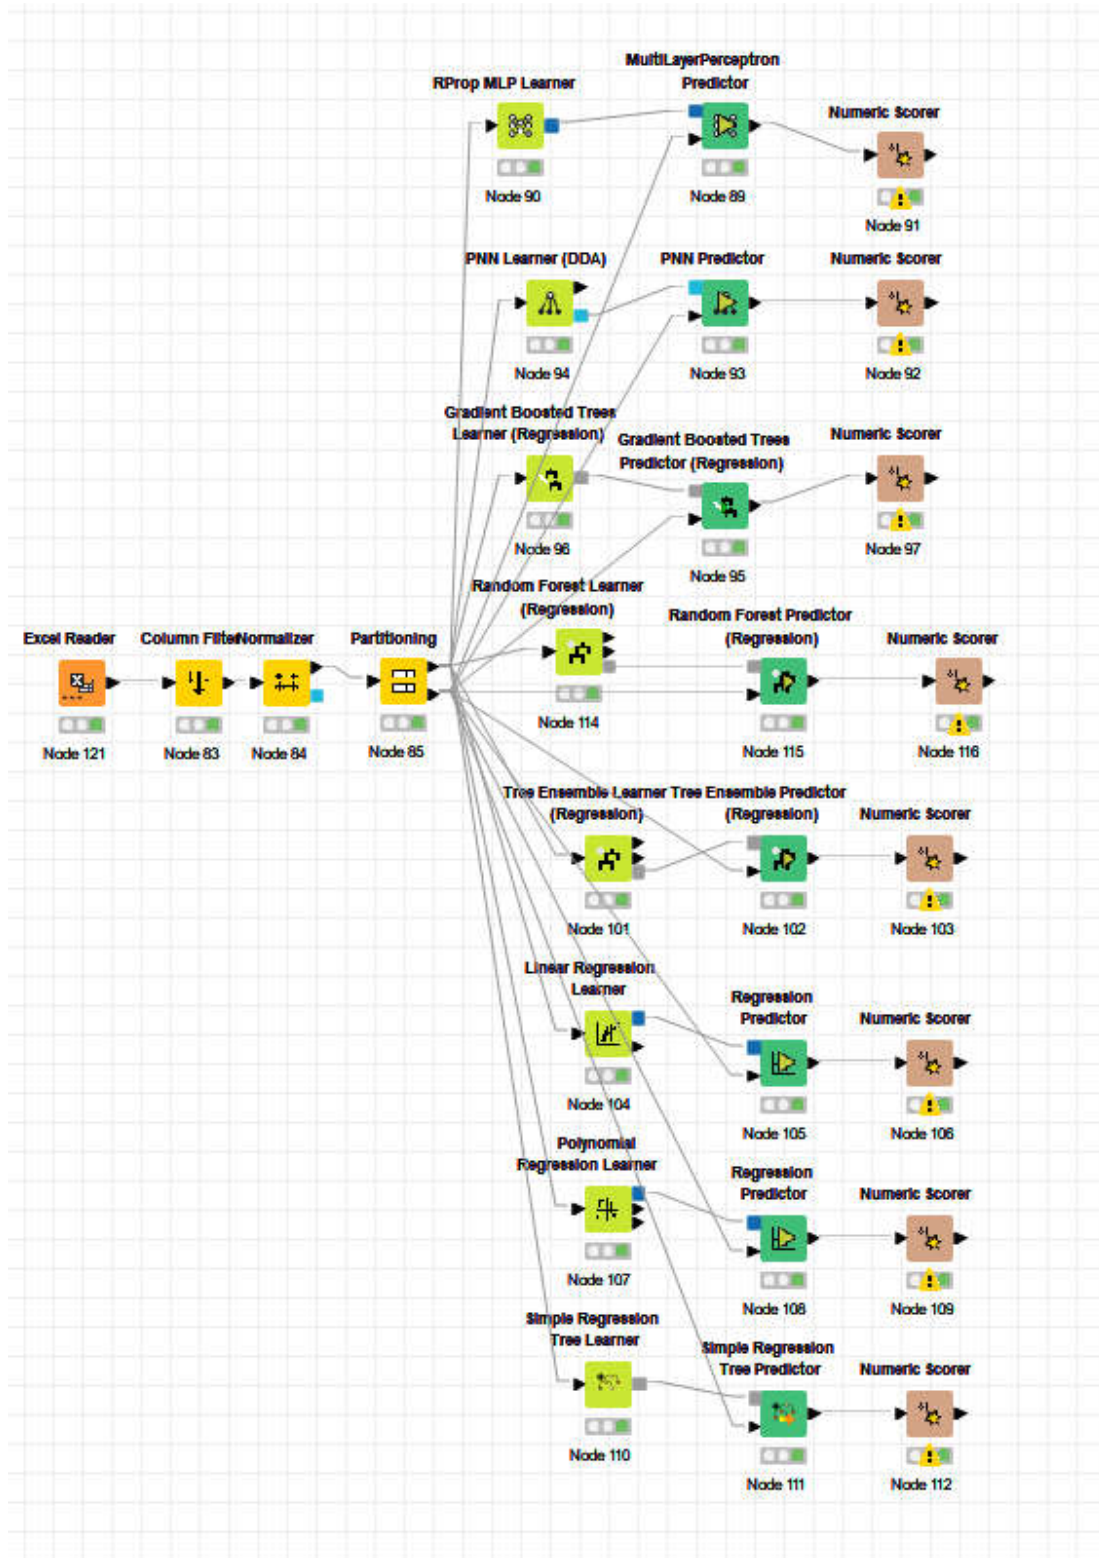 MultiLayerPerceptron
Predictor
RProp MLP Learner
Numeric Scorer
Node 90
Node 89
Node 91
PNN Learner (DDA)
PNN Predictor
Numeric Scorer
Node 94
Node 93
Node 92
Gradient Boosted Trees
Learner (Regression)
Gradient Boosted Trees
Predictor (Regression)
Numeric Scorer
Node 96
Node 95
Node 97
Random Forest Learner
(Regression)
Random Forest Predictor
(Regression)
Numeric Scorer
Excel Reader
Column Filter
Normalizer
Partitioning
Node 121
Node 83
Node 84
Node 85
Node 114
Node 115
Node 116
Tree Ensemble Learner
(Regression)
Tree Ensemble Predictor
(Regression)
Numeric Scorer
Node 101
Node 102
Node 103
Linear Regression
Learner
Regression
Predictor
Numeric Scorer
Node 104
Node 105
Node 106
Polynomial
Regression Learner
Regression
Predictor
Numeric Scorer
Node 107
Node 108
Node 109
Simple Regression
Tree Learner
Simple Regression
Tree Predictor
Numeric Scorer
Node 110
Node 111
Node 112